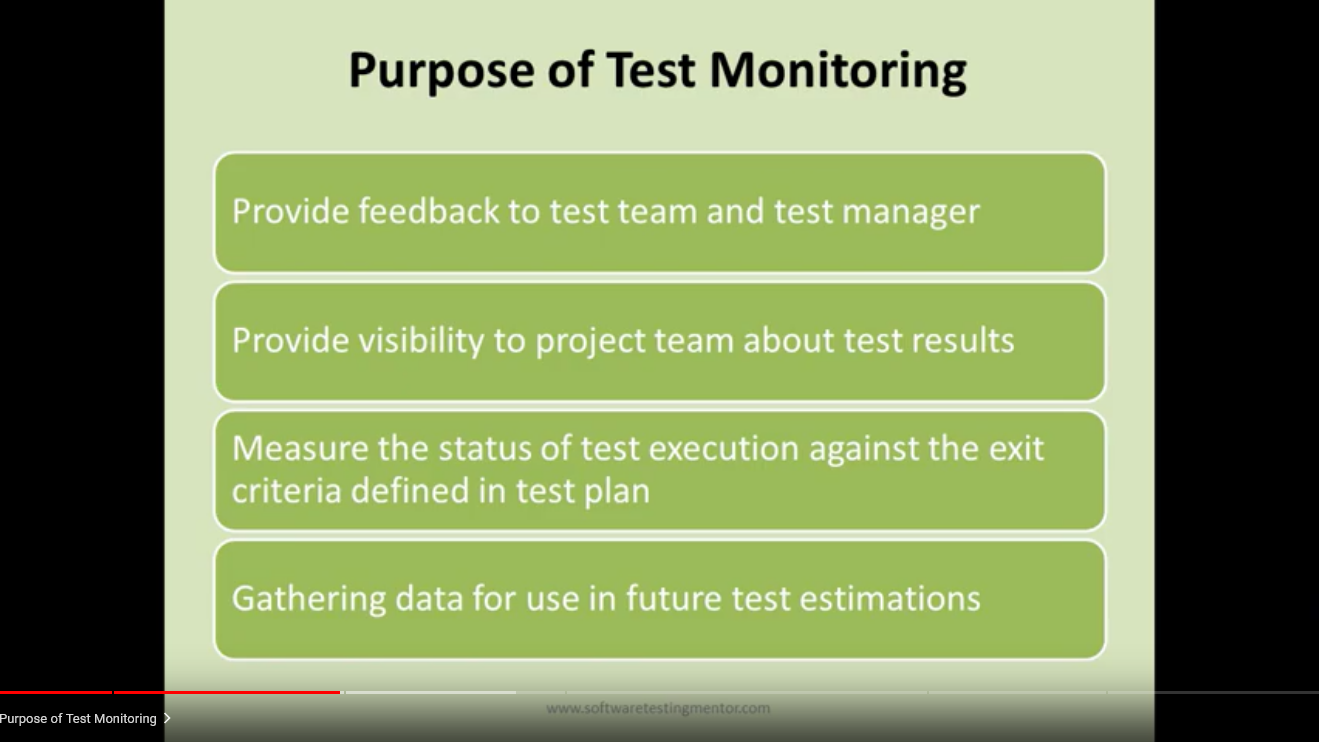 Purpose of Test Monitoring
Provide feedback to test team and test manager
Provide visibility to project team about test results
Measure the status of test execution against the exit
criteria defined in test plan
Gathering data for use in future test estimations
www.softwaretestingmentor.com
Purpose of Test Monitoring